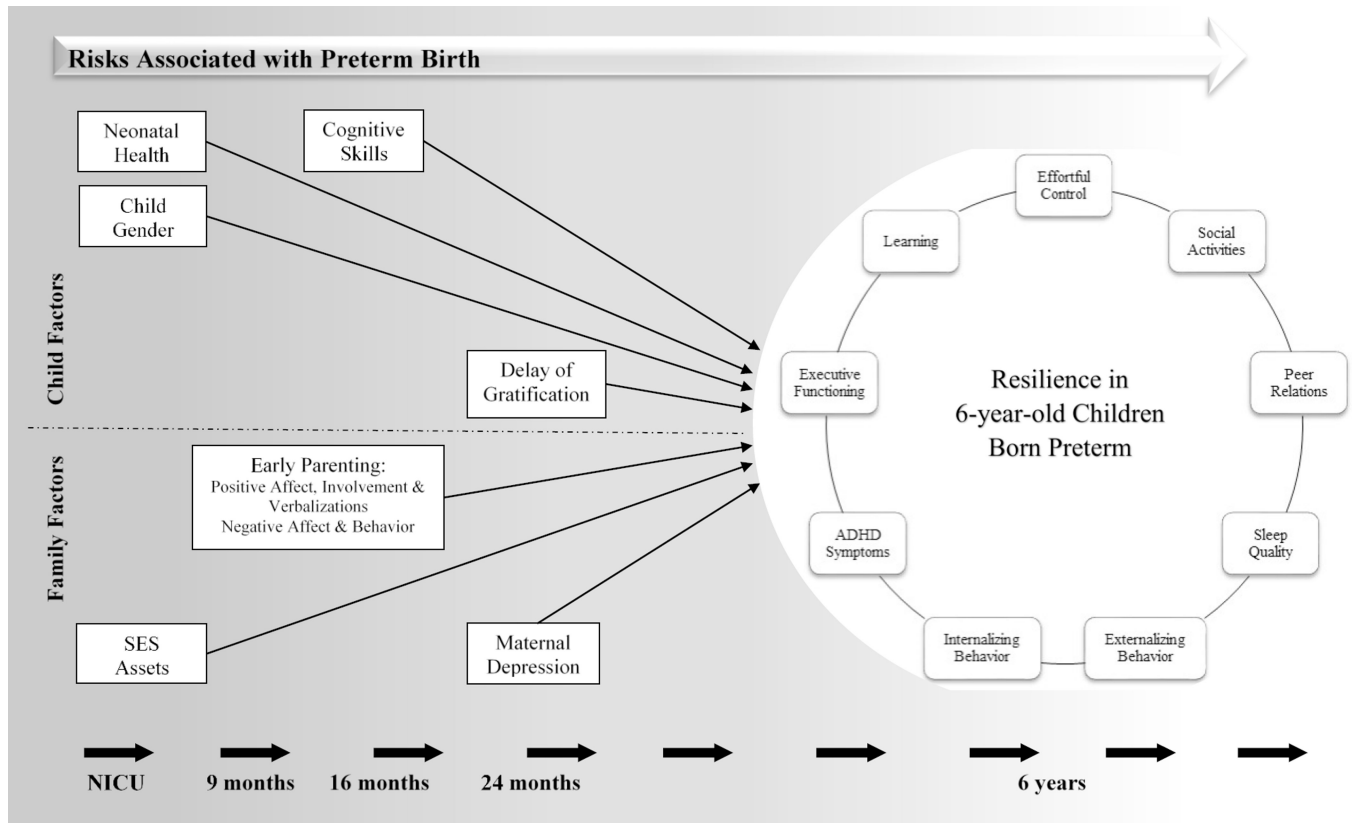 Risks Associated with Preterm Birth
Neonatal
Health
Cognitive
Skills
Child
Gender
Child Factors
Delay of
Gratification
Family Factors
Early Parenting:
Positive Affect, Involvement &
Verbalizations
Negative Affect & Behavior
SES
Assets
Maternal
Depression
Effortful
Control
Learning
Social
Activities
Executive
Functioning
Resilience in
6-year-old Children
Born Preterm
Peer
Relations
ADHD
Symptoms
Sleep
Quality
Internalizing
Behavior
Externalizing
Behavior
NICU
9 months
16 months
24 months
6 years